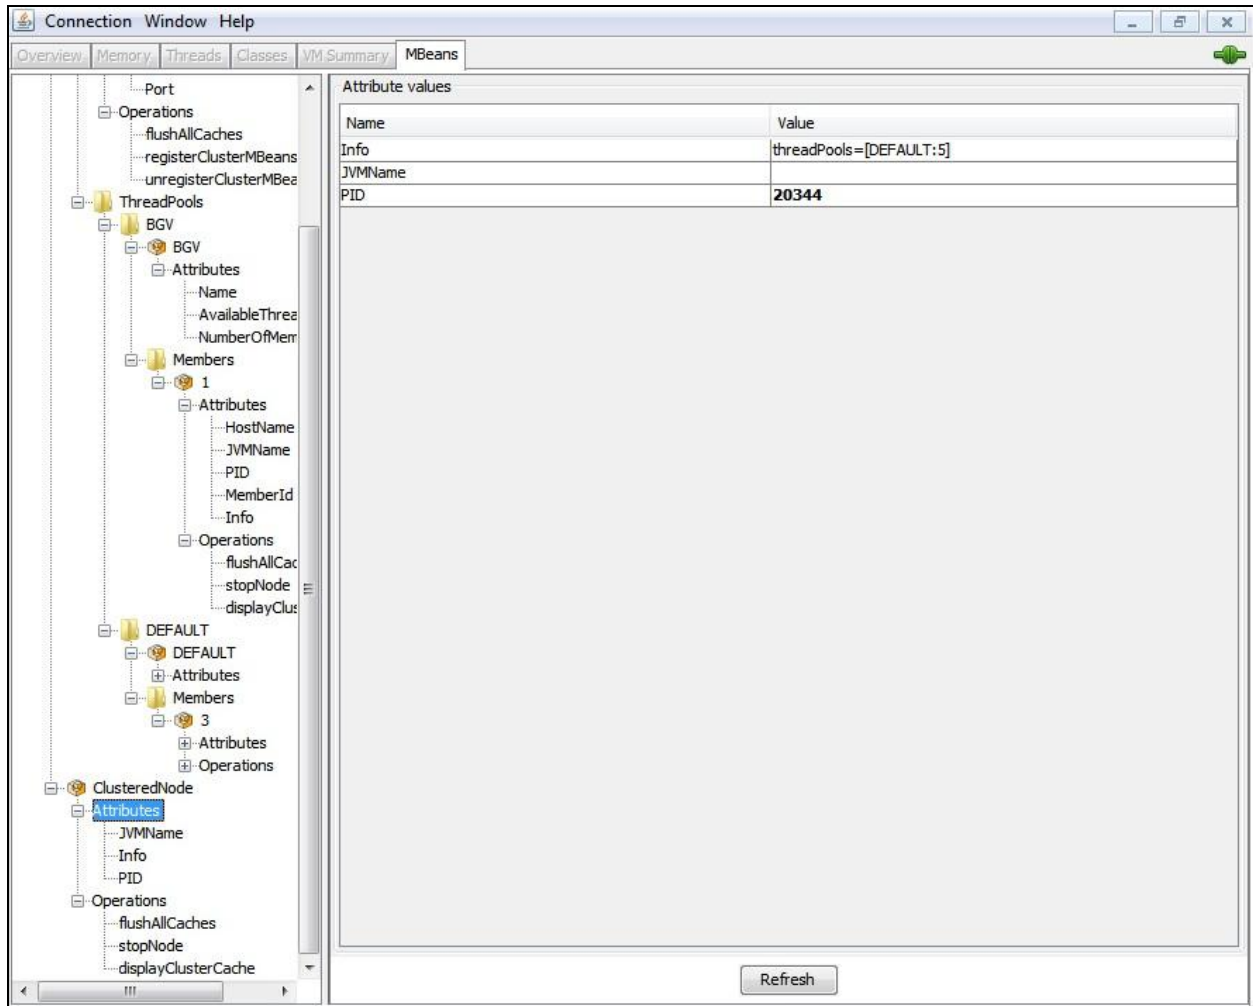 Connection Window Help
Overview Memory Threads Classes VM Summary MBeans
Port
Operations
flushAllCaches
registerClusterMBeans
unregisterClusterMBea
ThreadPools
BGV
BGV
Attributes
Name
AvailableThrea
NumberOfMem
Members
1
Attributes
HostName
JVMName
PID
MemberId
Info
Operations
flushAllCac
stopNode
displayClus
DEFAULT
DEFAULT
Attributes
Members
3
Attributes
Operations
ClusteredNode
Attributes
JVMName
Info
PID
Operations
flushAllCaches
stopNode
displayClusterCache
Attribute values
Name Value
Info threadPools=[DEFAULT:5]
JVMName
PID 20344
Refresh